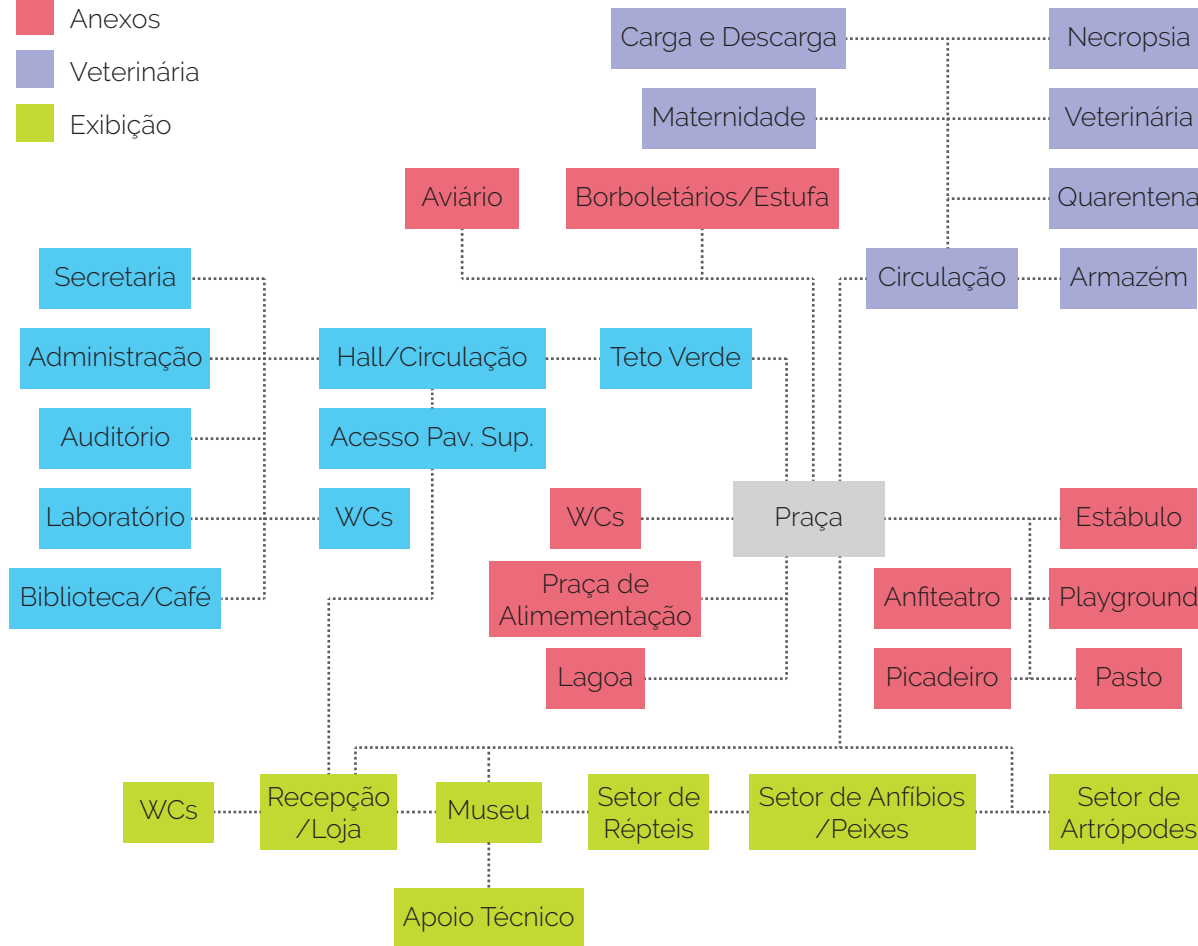 Anexos
Veterinária
Exibição
Carga e Descarga
Necropsia
Maternidade
Veterinária
Aviário
Borboletários/Estufa
Quarentena
Secretaria
Circulação
Armazém
Administração
Hall/Circulação
Teto Verde
Auditório
Acesso Pav. Sup.
Laboratório
WCs
WCs
Praça
Estábulo
Biblioteca/Café
Praça de
Alimementação
Anfiteatro
Playground
Lagoa
Picadeiro
Pasto
WCs
Recepção
/Loja
Museu
Setor de
Répteis
Setor de Anfíbios
/Peixes
Setor de
Artrópodes
Apoio Técnico